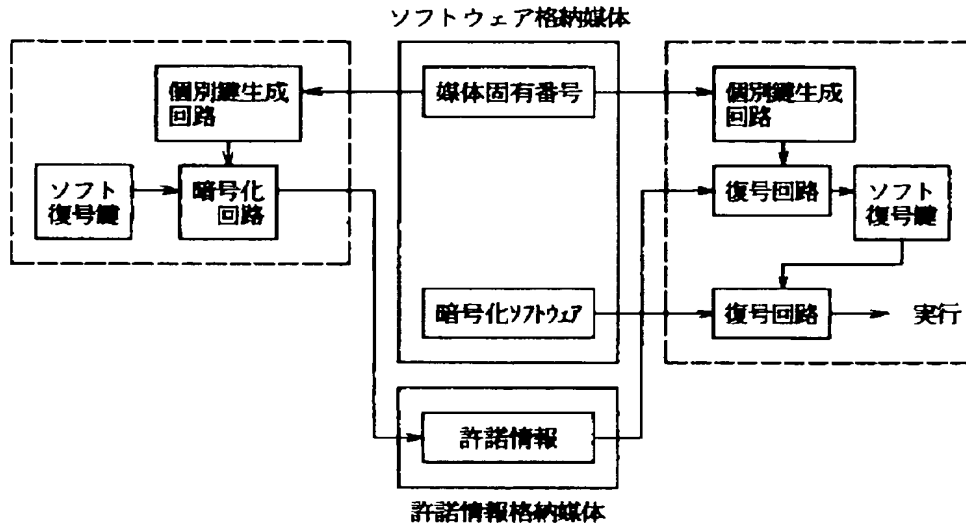 ソフトウェア格納媒体
個別鍵生成
回路
媒体固有番号
個別鍵生成
回路
ソフト
復号鍵
暗号化
回路
復号回路
ソフト
復号鍵
暗号化ソフトウェア
復号回路
実行
許諾情報
許諾情報格納媒体